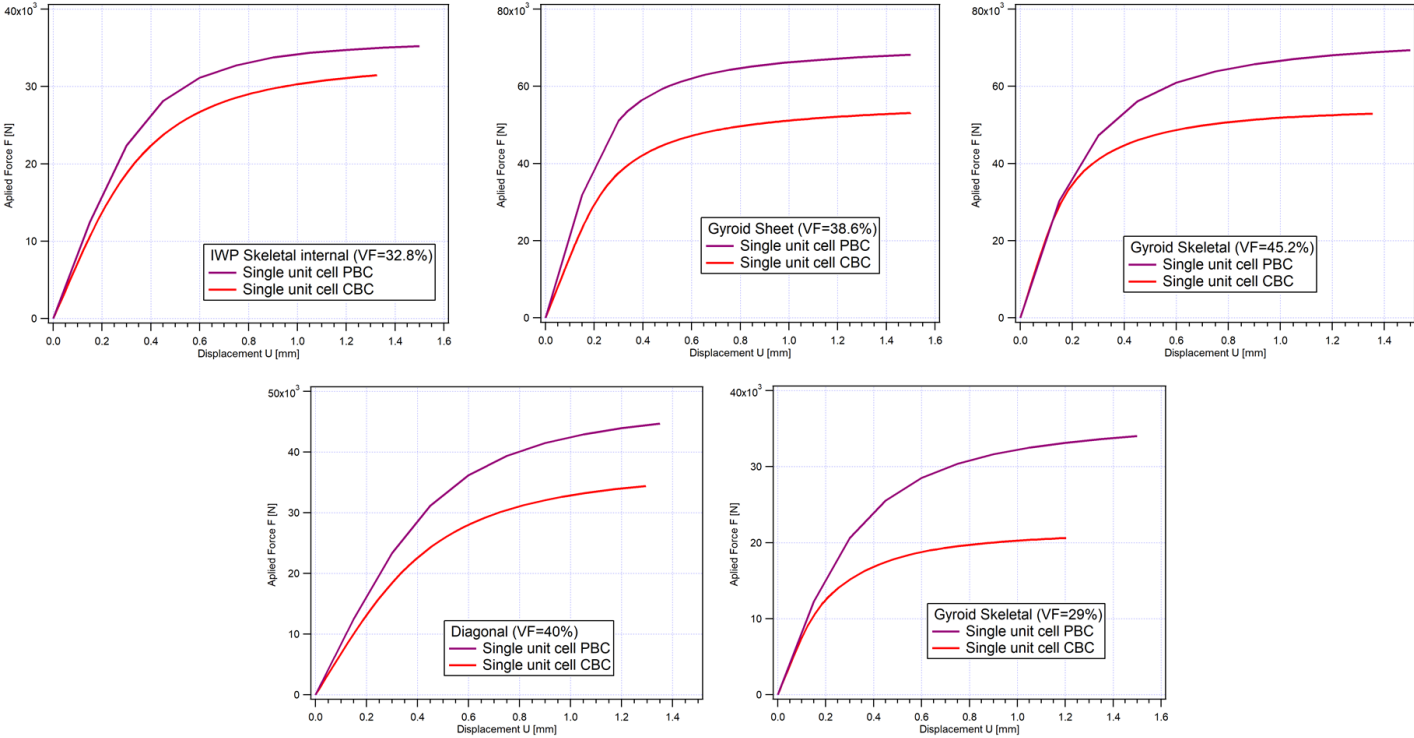 40x10³
30
20
10
0
Aplied Force F [N]
IWP Skeletal internal (VF=32.8%)
Single unit cell PBC
Single unit cell CBC
0.0 0.2 0.4 0.6 0.8 1.0 1.2 1.4 1.6
Displacement U [mm]
80x10³
60
40
20
0
Aplied Force F [N]
Gyroid Sheet (VF=38.6%)
Single unit cell PBC
Single unit cell CBC
0.0 0.2 0.4 0.6 0.8 1.0 1.2 1.4 1.6
Displacement U [mm]
80x10³
60
40
20
0
Aplied Force F [N]
Gyroid Skeletal (VF=45.2%)
Single unit cell PBC
Single unit cell CBC
0.0 0.2 0.4 0.6 0.8 1.0 1.2 1.4
Displacement U [mm]
50x10³
40
30
20
10
0
Aplied Force F [N]
Diagonal (VF=40%)
Single unit cell PBC
Single unit cell CBC
0.0 0.2 0.4 0.6 0.8 1.0 1.2 1.4
Displacement U [mm]
40x10³
30
20
10
0
Aplied Force F [N]
Gyroid Skeletal (VF=29%)
Single unit cell PBC
Single unit cell CBC
0.0 0.2 0.4 0.6 0.8 1.0 1.2 1.4 1.6
Displacement U [mm]